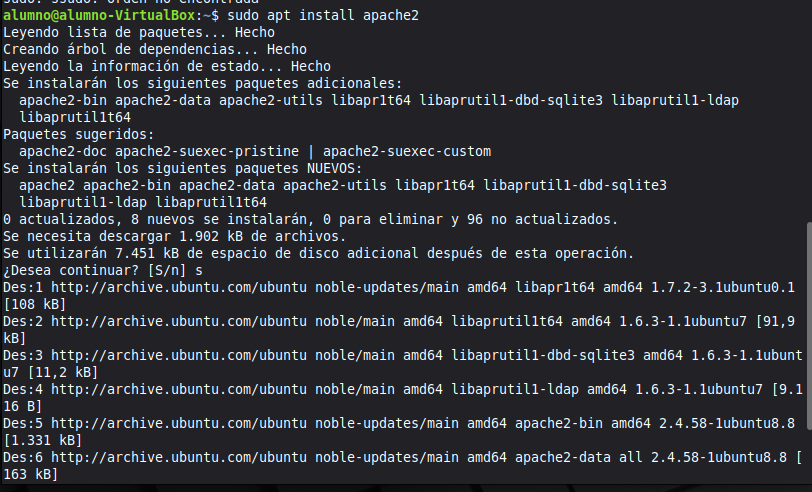 sudo: ssudo: orden no encontrada
alumno@alumno-VirtualBox:~$ sudo apt install apache2
Leyendo lista de paquetes... Hecho
Creando árbol de dependencias... Hecho
Leyendo la información de estado... Hecho
Se instalarán los siguientes paquetes adicionales:
  apache2-bin apache2-data apache2-utils libapr1t64 libaprutil1-dbd-sqlite3 libaprutil1-ldap
  libaprutil1t64
Paquetes sugeridos:
  apache2-doc apache2-suexec-pristine | apache2-suexec-custom
Se instalarán los siguientes paquetes NUEVOS:
  apache2 apache2-bin apache2-data apache2-utils libapr1t64 libaprutil1-dbd-sqlite3
  libaprutil1-ldap libaprutil1t64
0 actualizados, 8 nuevos se instalarán, 0 para eliminar y 96 no actualizados.
Se necesita descargar 1.902 kB de archivos.
Se utilizarán 7.451 kB de espacio de disco adicional después de esta operación.
¿Desea continuar? [S/n] s
Des:1 http://archive.ubuntu.com/ubuntu noble-updates/main amd64 libapr1t64 amd64 1.7.2-3.1ubuntu0.1
[108 kB]
Des:2 http://archive.ubuntu.com/ubuntu noble/main amd64 libaprutil1t64 amd64 1.6.3-1.1ubuntu7 [91,9
kB]
Des:3 http://archive.ubuntu.com/ubuntu noble/main amd64 libaprutil1-dbd-sqlite3 amd64 1.6.3-1.1ubunt
u7 [11,2 kB]
Des:4 http://archive.ubuntu.com/ubuntu noble/main amd64 libaprutil1-ldap amd64 1.6.3-1.1ubuntu7 [9.1
16 B]
Des:5 http://archive.ubuntu.com/ubuntu noble-updates/main amd64 apache2-bin amd64 2.4.58-1ubuntu8.8
[1.331 kB]
Des:6 http://archive.ubuntu.com/ubuntu noble-updates/main amd64 apache2-data all 2.4.58-1ubuntu8.8 [
163 kB]